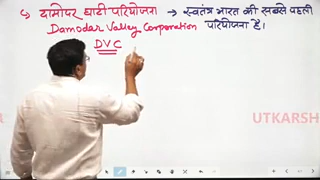 ↳ दामोदर घाटी परियोजना → स्वतंत्र भारत की सबसे पहली
Damodar Valley Corporation परियोजना है।
DVC
UTKARSH